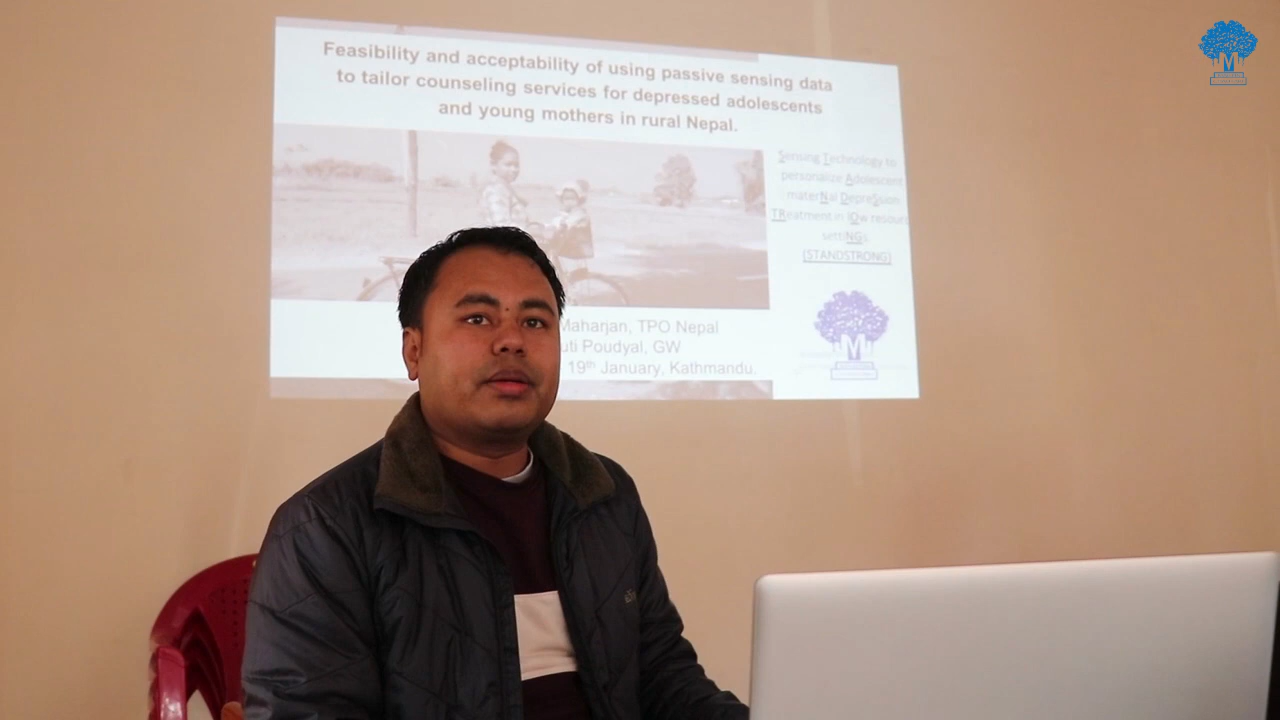 Feasibility and acceptability of using passive sensing data
to tailor counseling services for depressed adolescents
and young mothers in rural Nepal.
Sensing Technology to
personalize Adolescent
materNal DepreSsion
TReatment in lOw resour
settiNGs
(STANDSTRONG)
Maharjan, TPO Nepal
uti Poudyal, GW
19th January, Kathmandu.
M
M